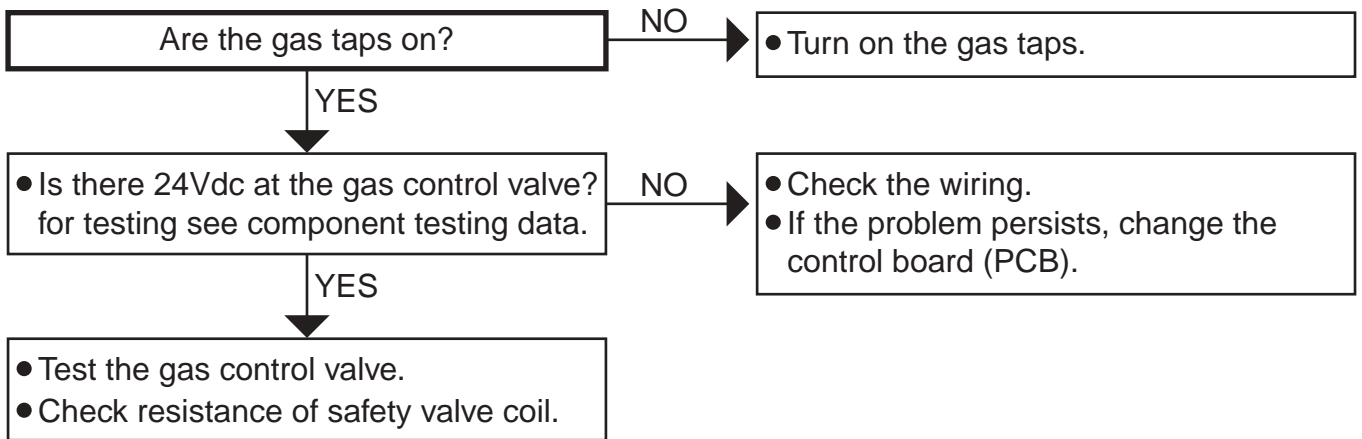 Are the gas taps on?
NO
● Turn on the gas taps.
YES
● Is there 24Vdc at the gas control valve?
for testing see component testing data.
NO
● Check the wiring.
● If the problem persists, change the
control board (PCB).
YES
● Test the gas control valve.
● Check resistance of safety valve coil.